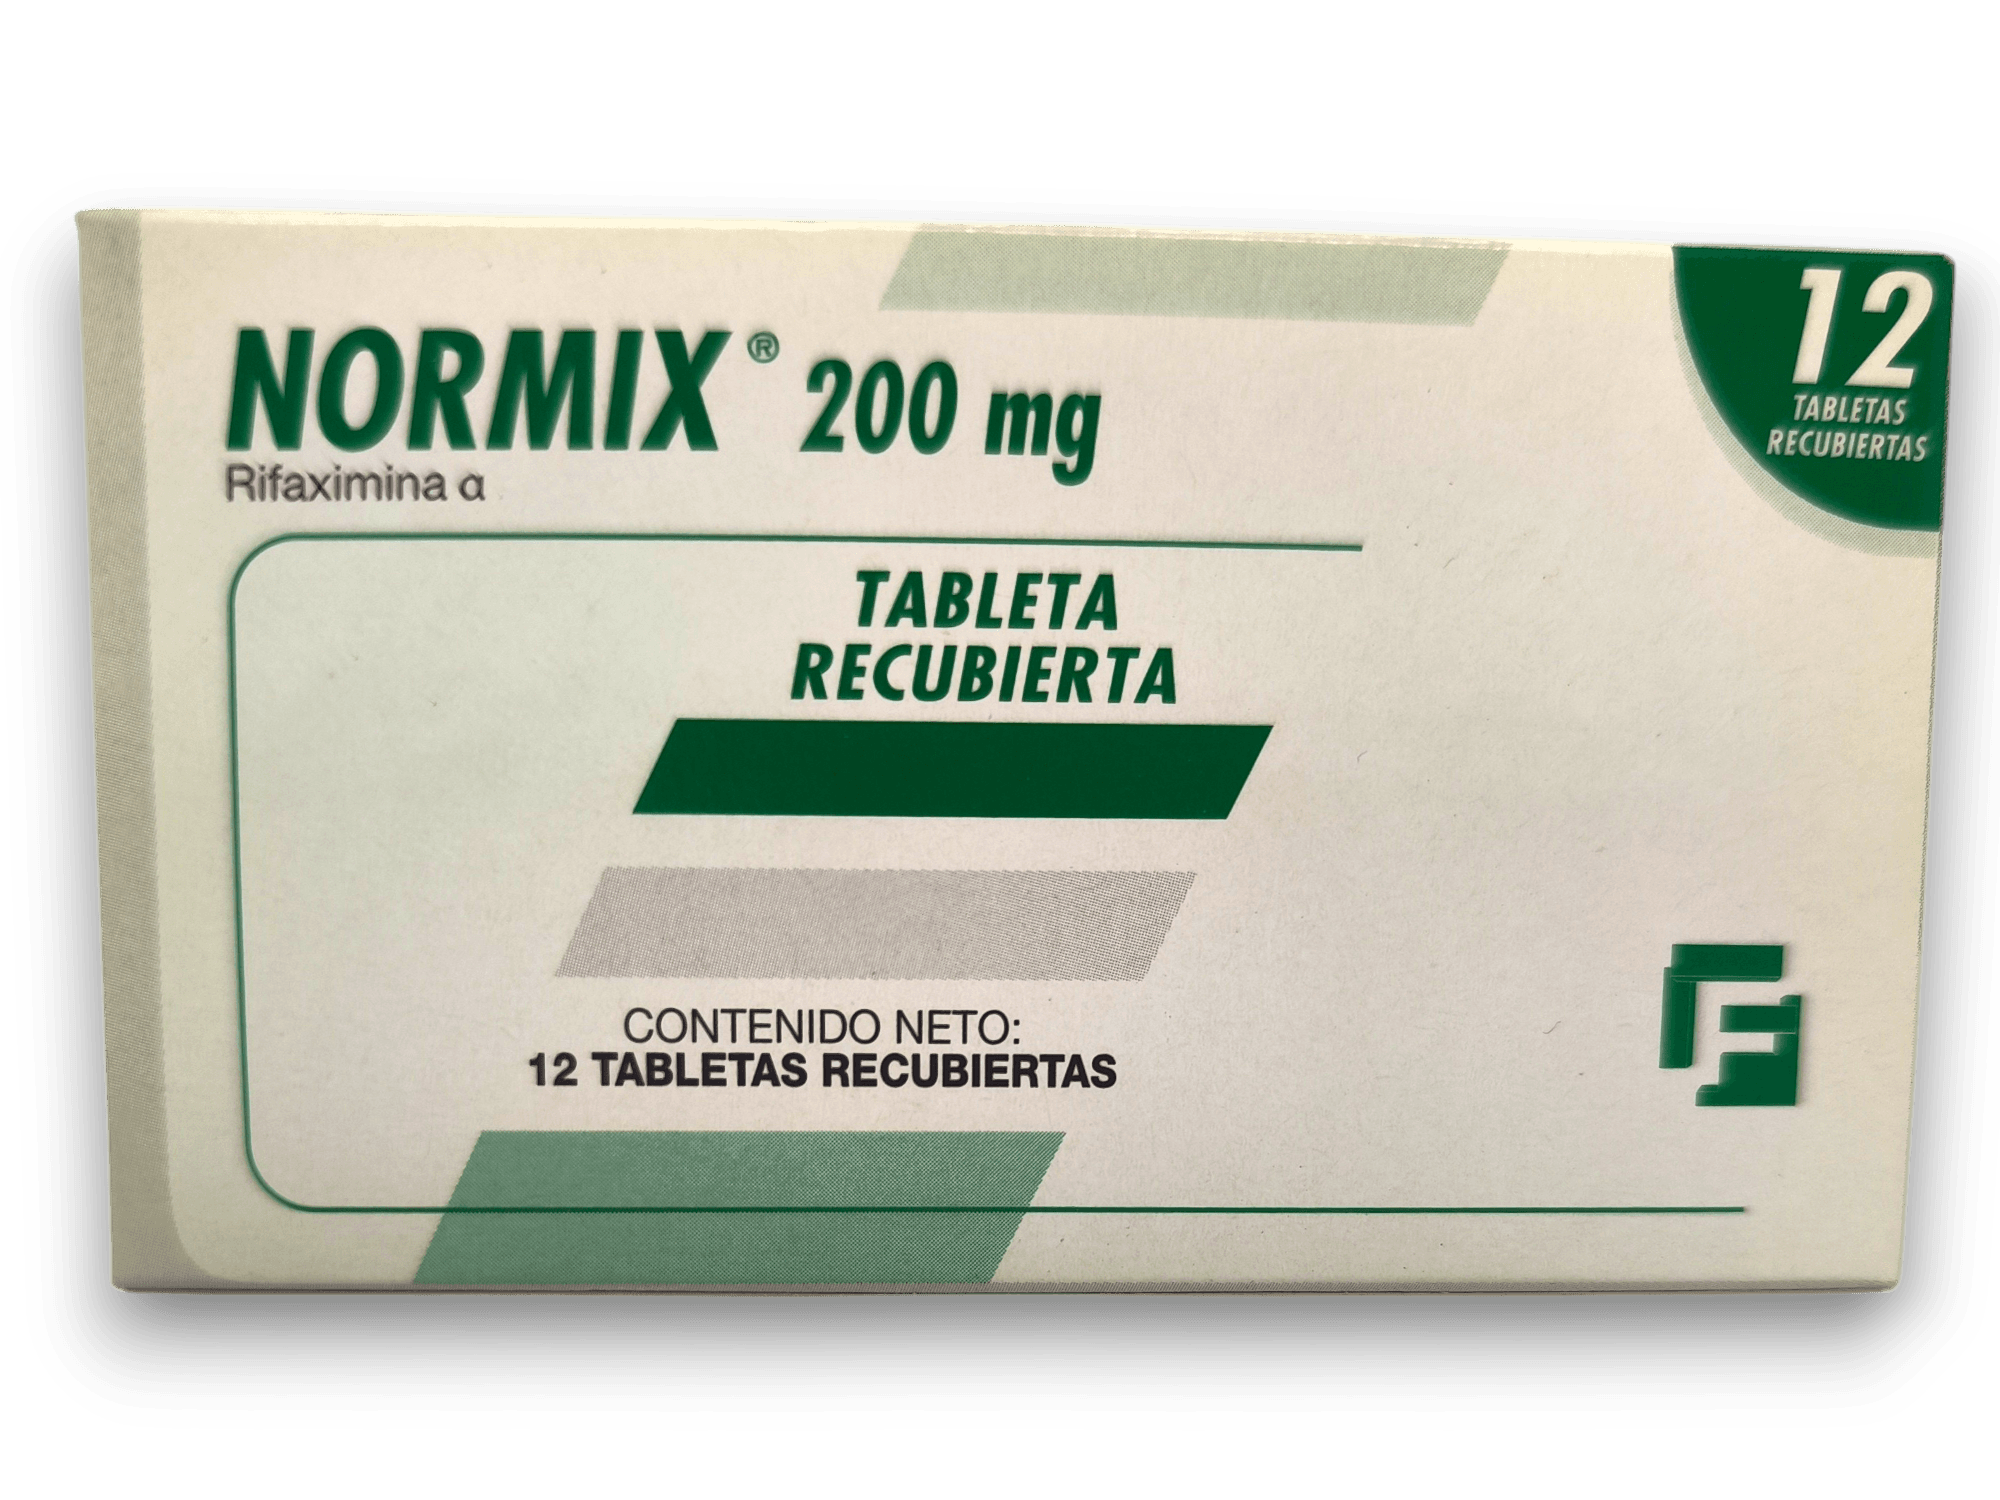 NORMIX® 200 mg
Rifaximina α
12
TABLETAS
RECUBIERTAS
TABLETA
RECUBIERTA
CONTENIDO NETO:
12 TABLETAS RECUBIERTAS